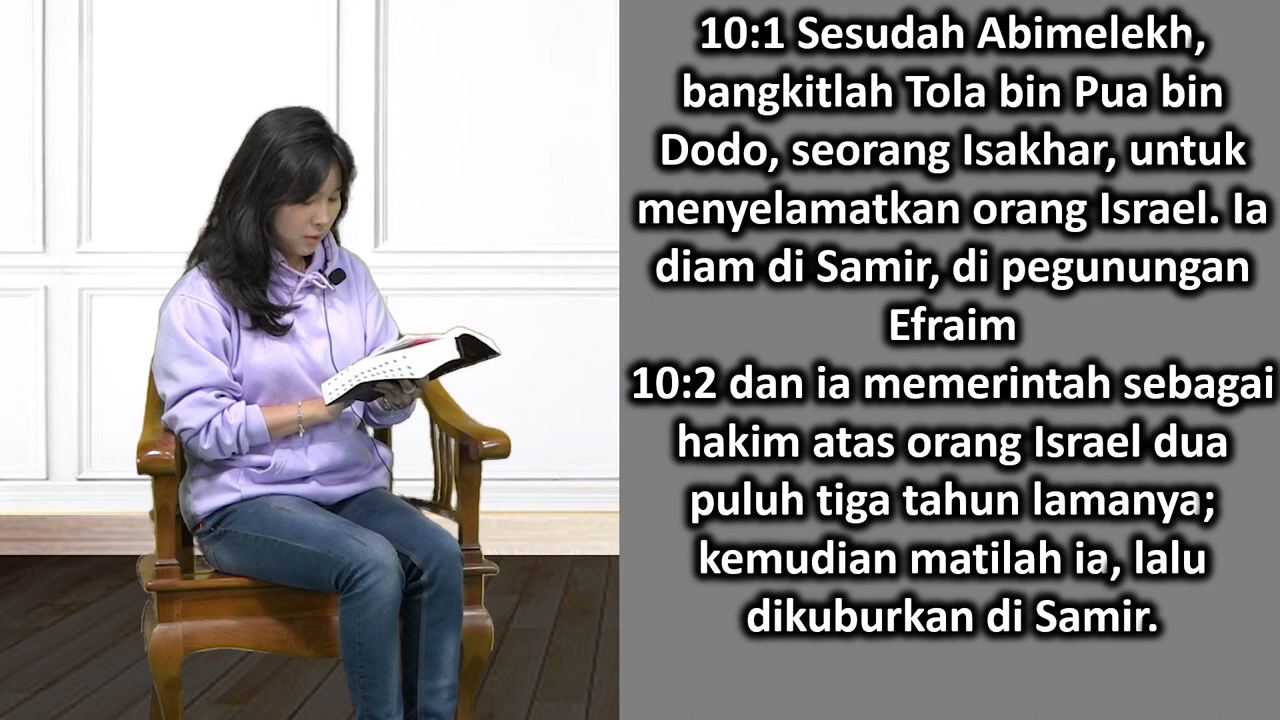 10:1 Sesudah Abimelekh,
bangkitlah Tola bin Pua bin
Dodo, seorang Isakhar, untuk
menyelamatkan orang Israel. Ia
diam di Samir, di pegunungan
Efraim
10:2 dan ia memerintah sebagai
hakim atas orang Israel dua
puluh tiga tahun lamanya;
kemudian matilah ia, lalu
dikuburkan di Samir.